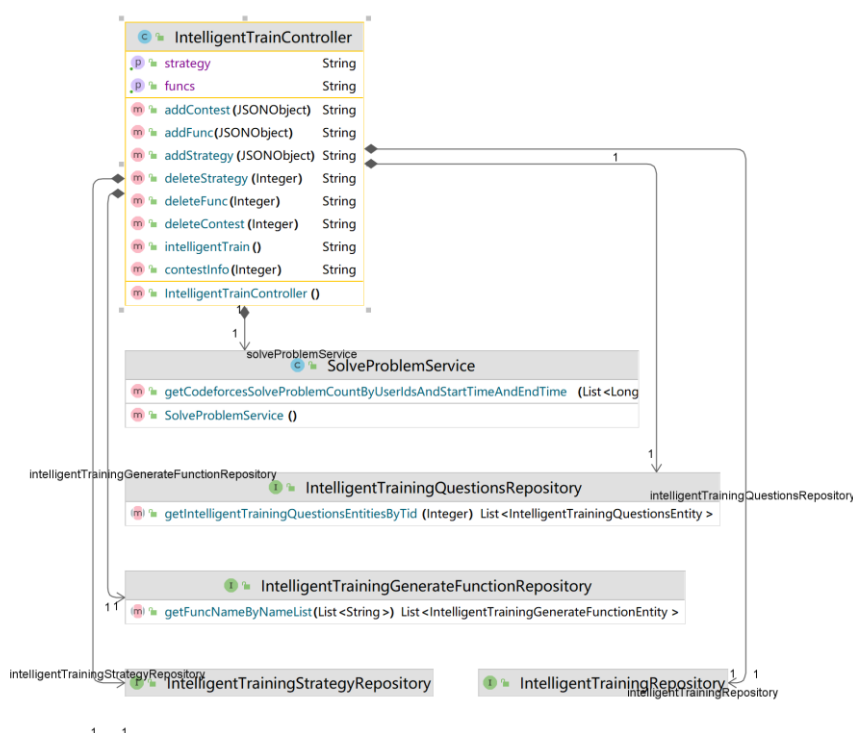 C IntelligentTrainController
P strategy String
P funcs String
m addContest (JSONObject) String
m addFunc(JSONObject) String
m addStrategy (JSONObject) String
m deleteStrategy (Integer) String
m deleteFunc(Integer) String
m deleteContest (Integer) String
m intelligentTrain () String
m contestInfo(Integer) String
m IntelligentTrainController ()
1
1
1
solveProblemService
C SolveProblemService
m getCodeforcesSolveProblemCountByUserIdsAndStartTimeAndEndTime (List<Long
m SolveProblemService ()
1
intelligentTrainingGenerateFunctionRepository
I IntelligentTrainingQuestionsRepository
intelligentTrainingQuestionsRepository
m getIntelligentTrainingQuestionsEntitiesByTid (Integer) List<IntelligentTrainingQuestionsEntity >
I IntelligentTrainingGenerateFunctionRepository
1 1
m getFuncNameByNameList(List<String>) List<IntelligentTrainingGenerateFunctionEntity >
intelligentTrainingStrategyRepository
I IntelligentTrainingStrategyRepository
I IntelligentTrainingRepository
1 1
intelligentTrainingRepository
1 1